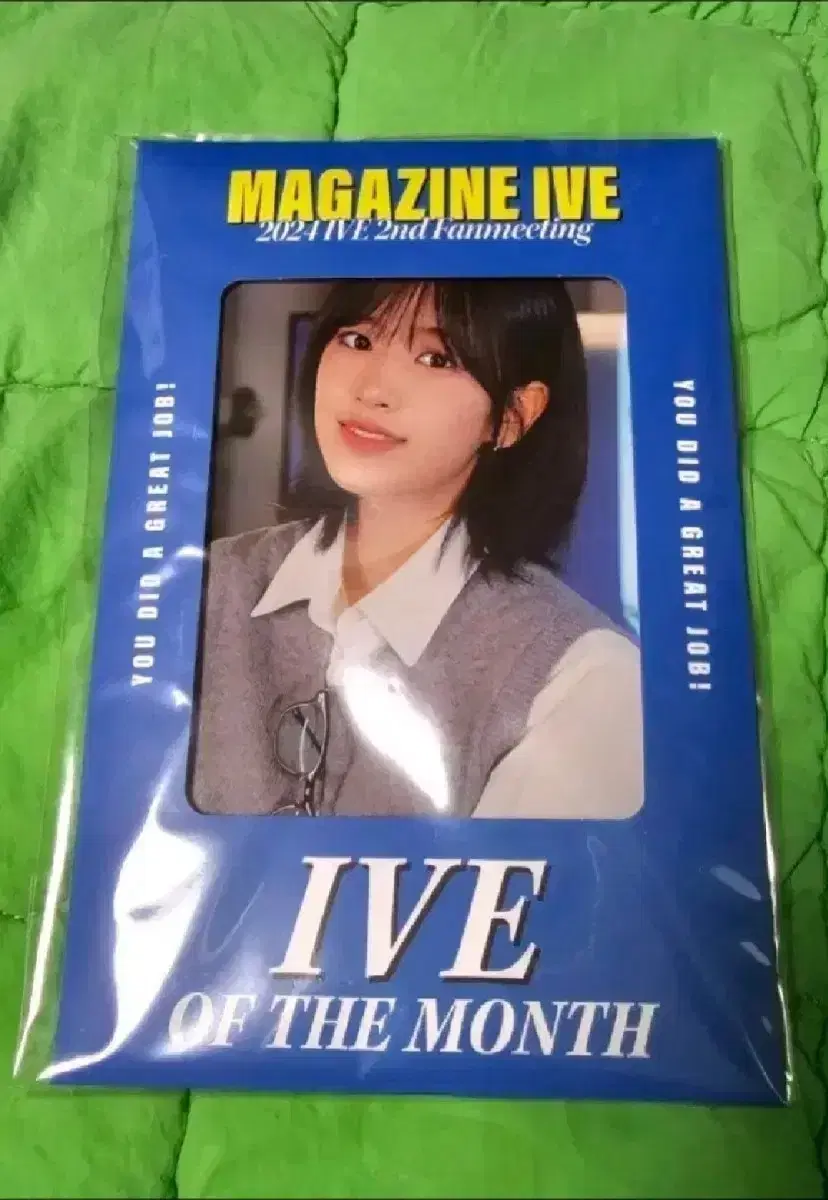 MAGAZINE IVE
2024 IVE 2nd Fanmeeting
YOU DID A GREAT JOB!
YOU DID A GREAT JOB!
IVE
OF THE MONTH